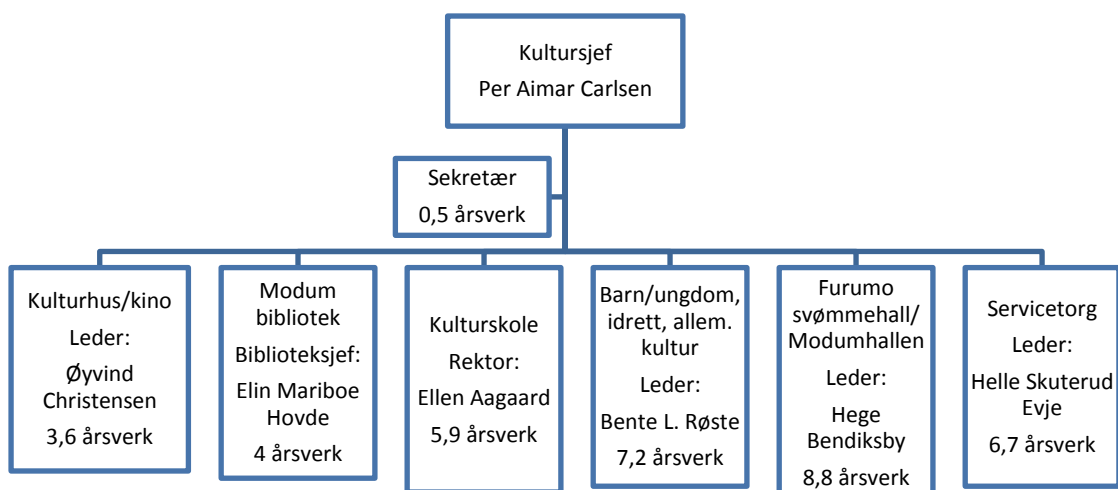 Kultursjef
Per Aimar Carlsen
Sekretær
0,5 årsverk
Kulturhus/kino
Leder:
Øyvind
Christensen
3,6 årsverk
Modum
bibliotek
Biblioteksjef:
Elin Mariboe
Hovde
4 årsverk
Kulturskole
Rektor:
Ellen Aagaard
5,9 årsverk
Barn/ungdom,
idrett, allem.
kultur
Leder:
Bente L. Røste
7,2 årsverk
Furumo
svømmehall/
Modumhallen
Leder:
Hege
Bendiksby
8,8 årsverk
Servicetorg
Leder:
Helle Skuterud
Evje
6,7 årsverk